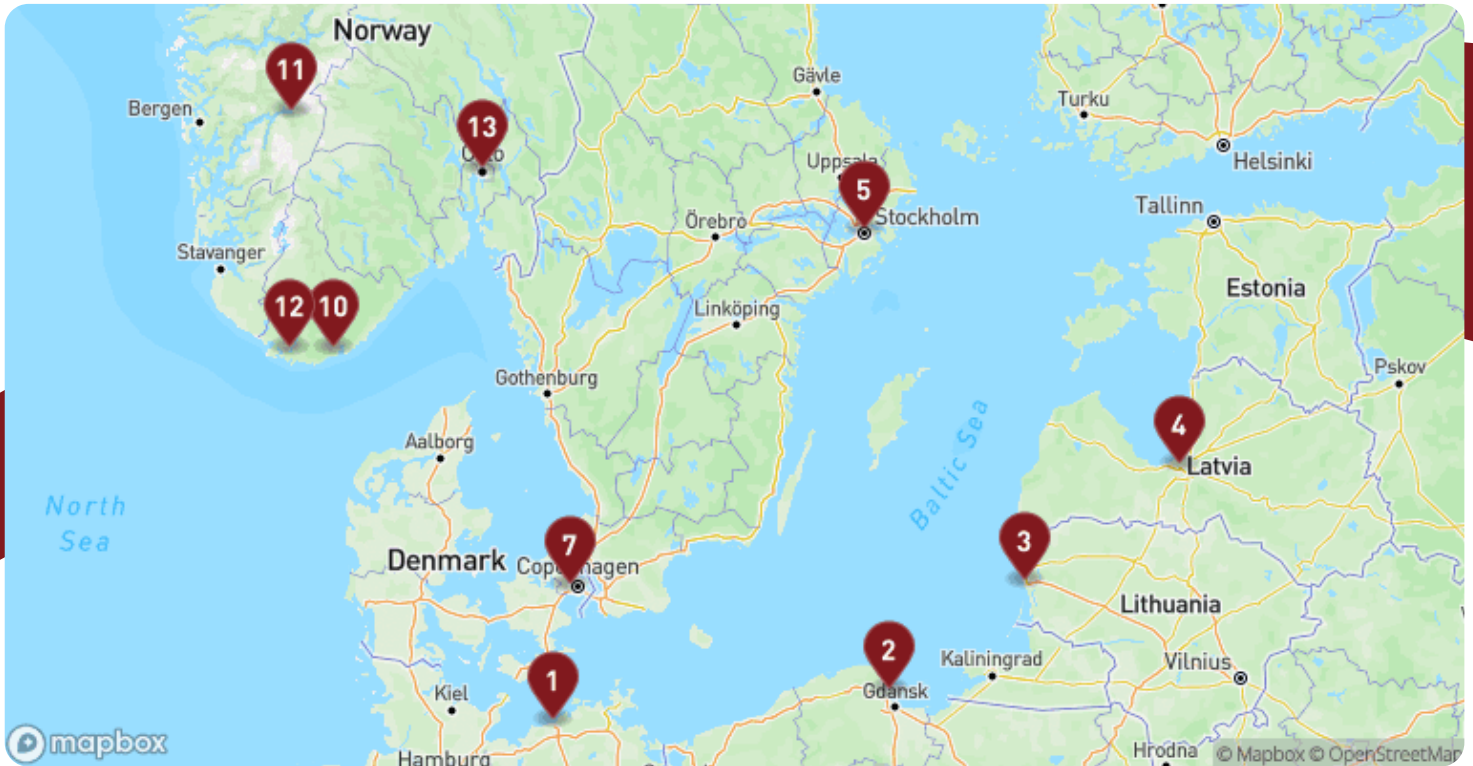 Norway
11
Bergen
Gävle
Turku
13
Helsinki
Uppsala
5
Stockholm
Tallinn
Örebro
Stavanger
Estonia
12
10
Linköping
Pskov
Gothenburg
Aalborg
4
Latvia
Baltic Sea
North
Sea
3
7
Denmark
Copenhagen
Lithuania
2
Kaliningrad
Vilnius
1
Kiel
Gdansk
mapbox
Hamburg
Hrodna
© Mapbox © OpenStreetMap